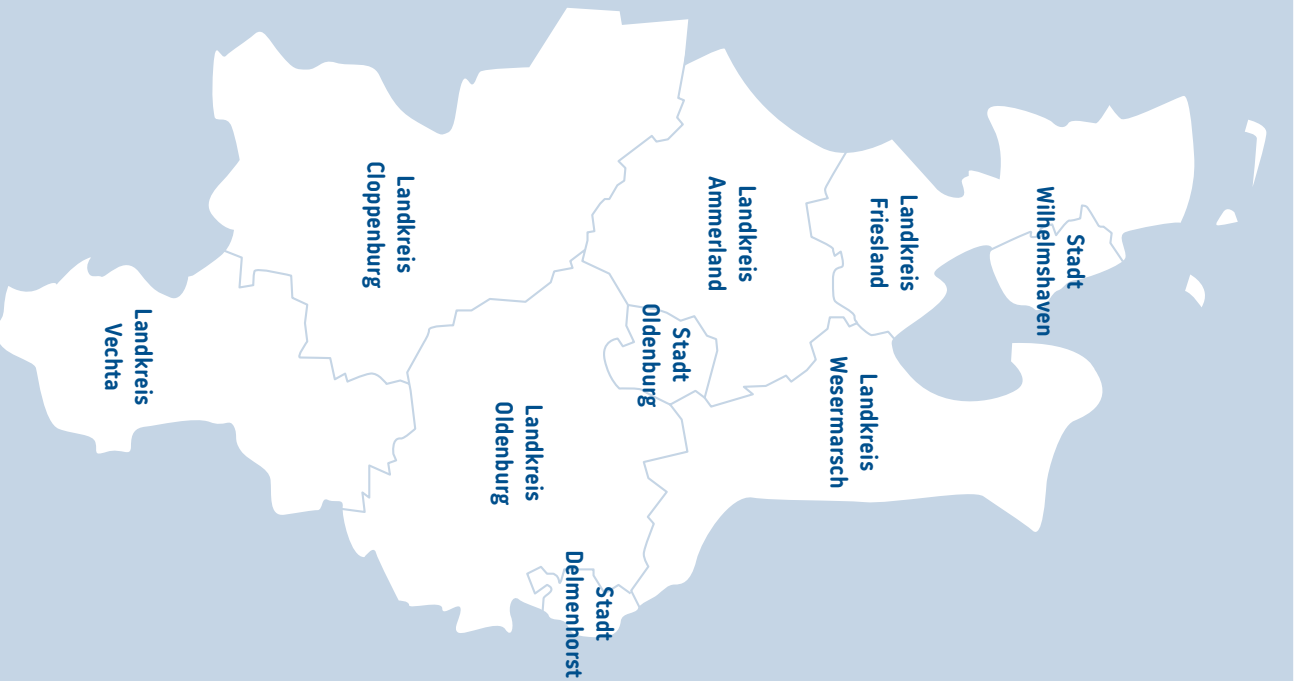 Stadt
Wilhelmshaven
Landkreis
Friesland
Landkreis
Ammerland
Landkreis
Wesermarsch
Stadt
Oldenburg
Landkreis
Cloppenburg
Landkreis
Oldenburg
Stadt
Delmenhorst
Landkreis
Vechta